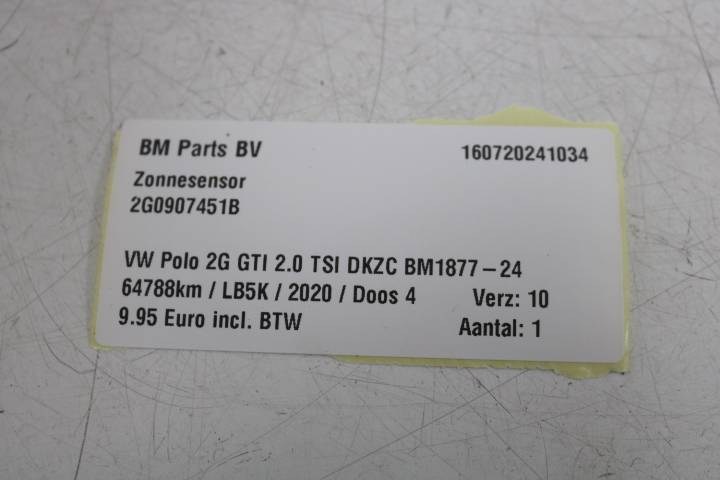 BM Parts BV 160720241034
Zonnesensor
2G0907451B
VW Polo 2G GTI 2.0 TSI DKZC BM1877-24
64788km / LB5K / 2020 / Doos 4 Verz: 10
9.95 Euro incl. BTW Aantal: 1